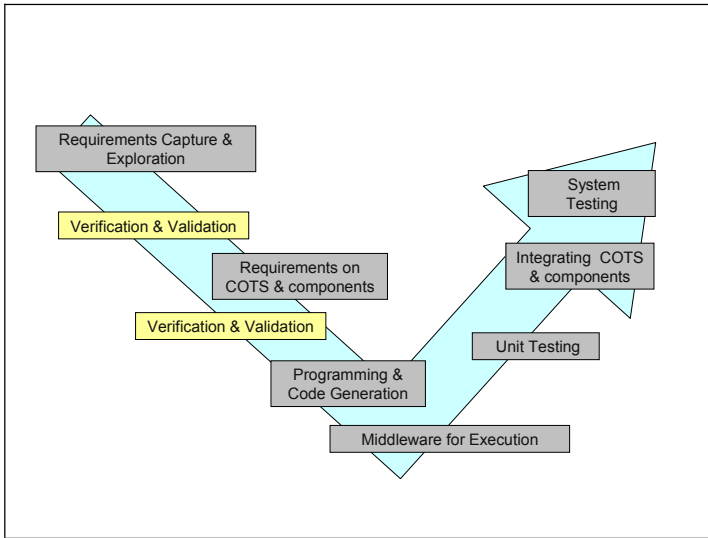 Requirements Capture &
Exploration
Verification & Validation
Requirements on
COTS & components
Verification & Validation
Programming &
Code Generation
Middleware for Execution
Unit Testing
Integrating COTS
& components
System
Testing